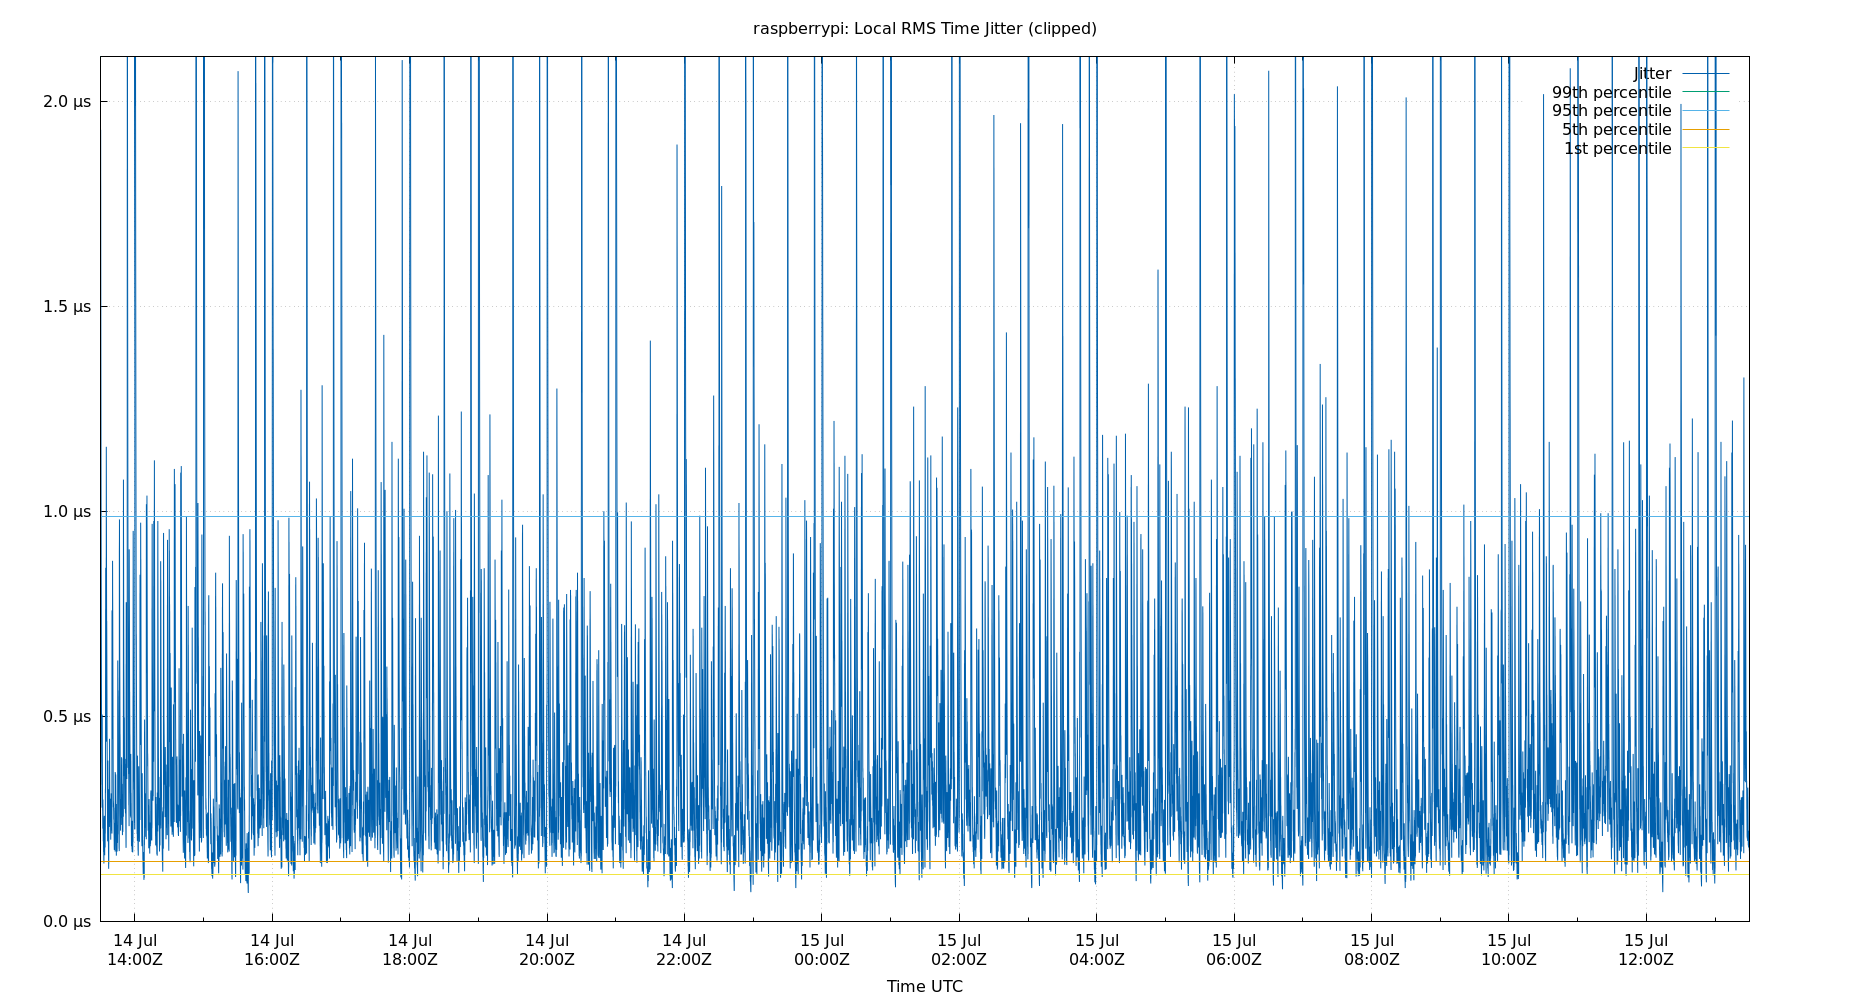 raspberrypi: Local RMS Time Jitter (clipped)
Jitter
99th percentile
95th percentile
5th percentile
1st percentile
2.0 µs
1.5 µs
1.0 µs
0.5 µs
0.0 µs
14 Jul 14 Jul 14 Jul 14 Jul 14 Jul 15 Jul 15 Jul 15 Jul 15 Jul 15 Jul 15 Jul 15 Jul
14:00Z 16:00Z 18:00Z 20:00Z 22:00Z 00:00Z 02:00Z 04:00Z 06:00Z 08:00Z 10:00Z 12:00Z
Time UTC